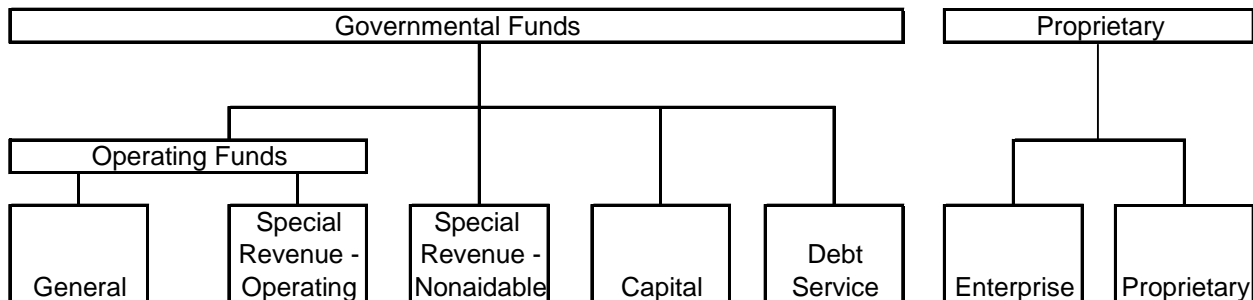 Governmental Funds
Proprietary
Operating Funds
General
Special
Revenue -
Operating
Special
Revenue -
Nonaidable
Capital
Debt
Service
Enterprise
Proprietary